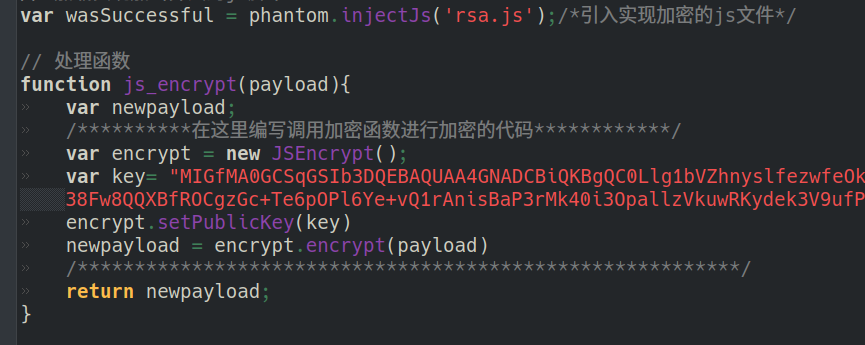 var wasSuccessful = phantom.injectJs('rsa.js');/*引入实现加密的js文件*/
// 处理函数
function js_encrypt(payload){
var newpayload;
/**********在这里编写调用加密函数进行加密的代码************/
var encrypt = new JSEncrypt();
var key= "MIGfMA0GCSqGSIb3DQEBAQUAA4GNADCBiQKBgQC0Llg1bVZhnyslfezwfeOk
38Fw8QQXBfROCgzGc+Te6pOPl6Ye+vQ1rAnisBaP3rMk40i3OpallzVkuwRKydek3V9ufP
encrypt.setPublicKey(key)
newpayload = encrypt.encrypt(payload)
/**********************************************************/
return newpayload;
}